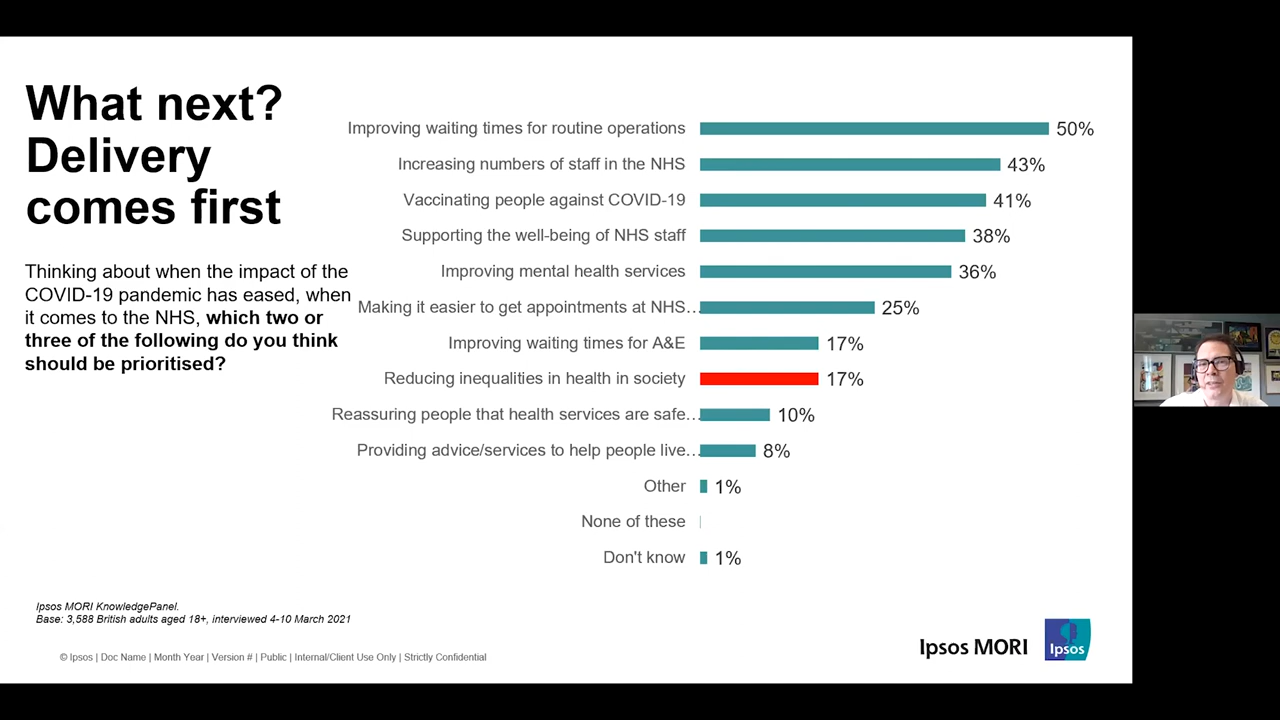 What next?
Delivery
comes first
Thinking about when the impact of the
COVID-19 pandemic has eased, when
it comes to the NHS, which two or
three of the following do you think
should be prioritised?
Improving waiting times for routine operations 50%
Increasing numbers of staff in the NHS 43%
Vaccinating people against COVID-19 41%
Supporting the well-being of NHS staff 38%
Improving mental health services 36%
Making it easier to get appointments at NHS… 25%
Improving waiting times for A&E 17%
Reducing inequalities in health in society 17%
Reassuring people that health services are safe… 10%
Providing advice/services to help people live… 8%
Other 1%
None of these
Don't know 1%
Ipsos MORI KnowledgePanel.
Base: 3,588 British adults aged 18+, interviewed 4-10 March 2021
© Ipsos | Doc Name | Month Year | Version # | Public | Internal/Client Use Only | Strictly Confidential
Ipsos MORI
Ipsos